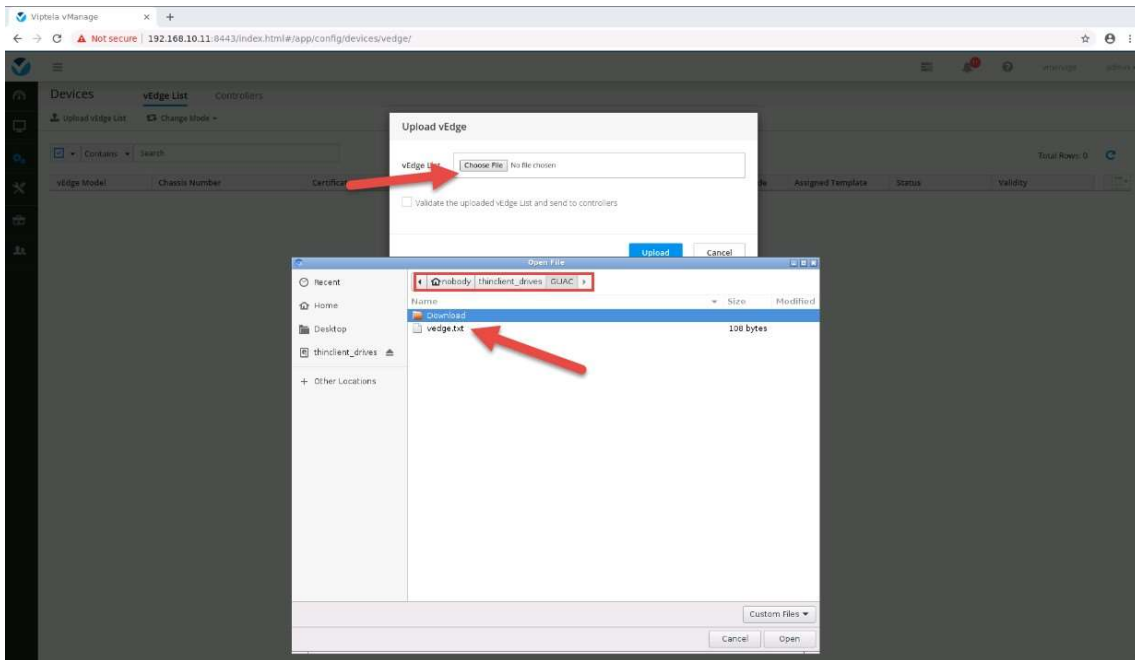 Viptela vManage
Not secure | 192.168.10.11:8443/index.html#/app/config/devices/vedge/
vmanage admin
Devices vEdge List Controllers
Upload vEdge List Change Mode
Upload vEdge
vEdge List Choose File No file chosen
Contains Search Total Rows: 0
vEdge Model Chassis Number Assigned Template Status Validity
Validate the uploaded vEdge List and send to controllers
Upload Cancel
Open File
Recent nobody thinclient_drives GUAC
Name Size Modified
Home
Download
Desktop vedge.txt 108 bytes
thinclient_drives
+ Other Locations
Custom Files
Cancel Open